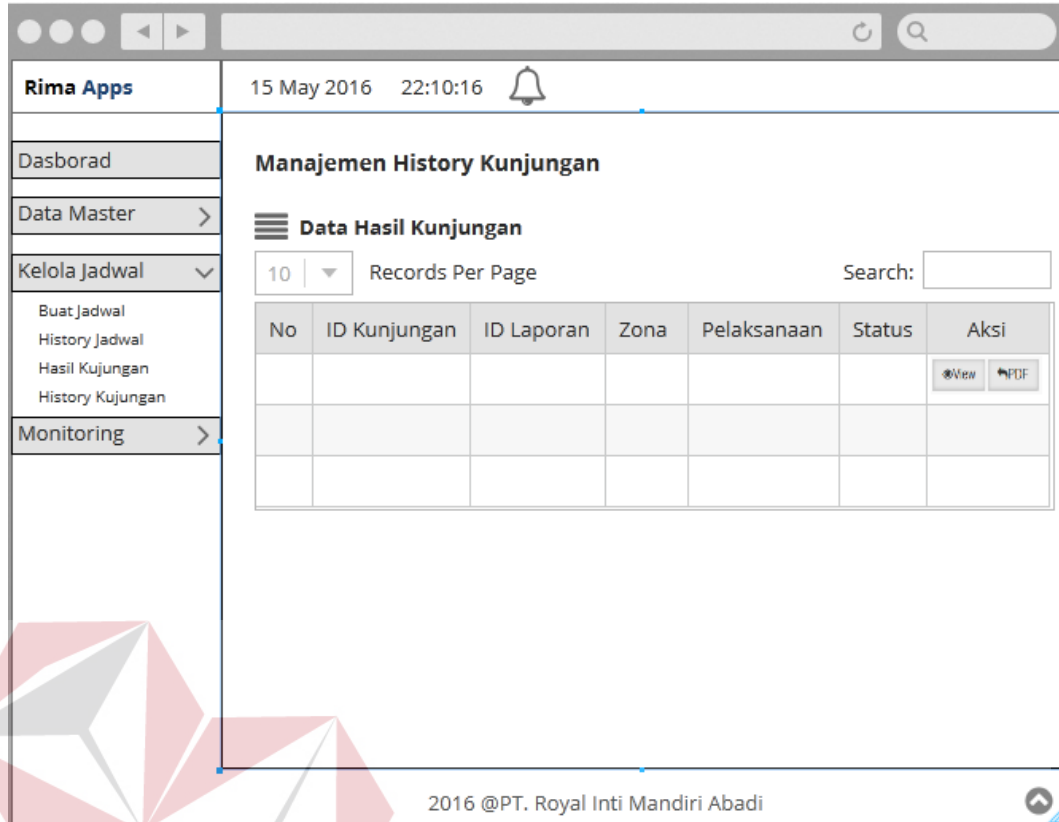 Rima Apps
15 May 2016 22:10:16
Dasborad
Data Master
Kelola Jadwal
Buat Jadwal
History Jadwal
Hasil Kujungan
History Kujungan
Monitoring
Manajemen History Kunjungan
Data Hasil Kunjungan
10 Records Per Page Search:
No ID Kunjungan ID Laporan Zona Pelaksanaan Status Aksi
View PDF
2016 @PT. Royal Inti Mandiri Abadi